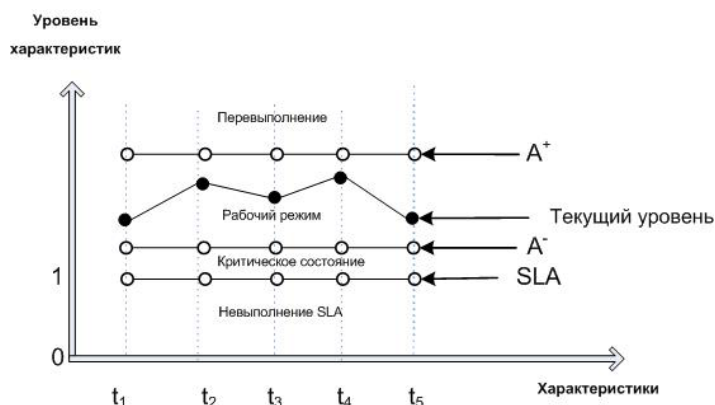 Уровень
характеристик
Перевыполнение
A⁺
Рабочий режим
Текущий уровень
A⁻
Критическое состояние
1
SLA
Невыполнение SLA
0
t₁ t₂ t₃ t₄ t₅
Характеристики